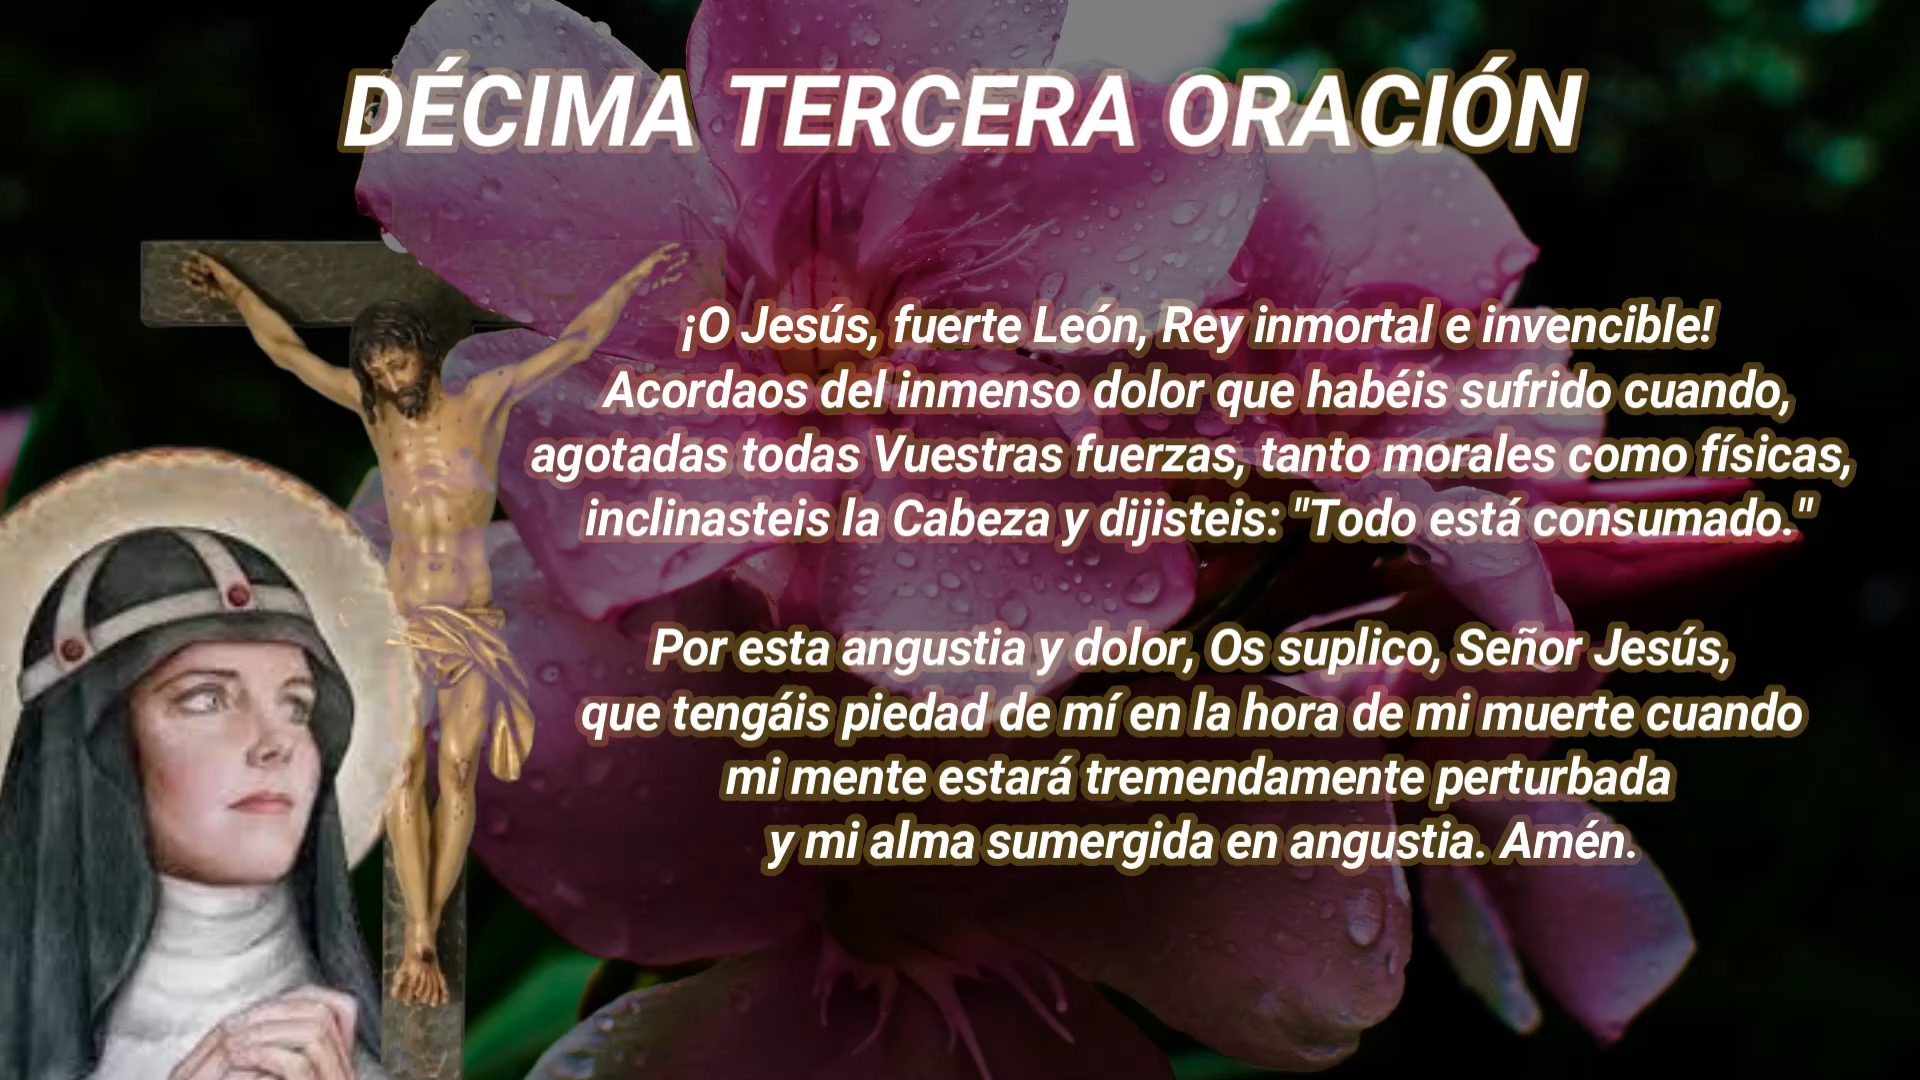 DÉCIMA TERCERA ORACIÓN
¡O Jesús, fuerte León, Rey inmortal e invencible!
Acordaos del inmenso dolor que habéis sufrido cuando,
agotadas todas Vuestras fuerzas, tanto morales como físicas,
inclinasteis la Cabeza y dijisteis: "Todo está consumado."
Por esta angustia y dolor, Os suplico, Señor Jesús,
que tengáis piedad de mí en la hora de mi muerte cuando
mi mente estará tremendamente perturbada
y mi alma sumergida en angustia. Amén.